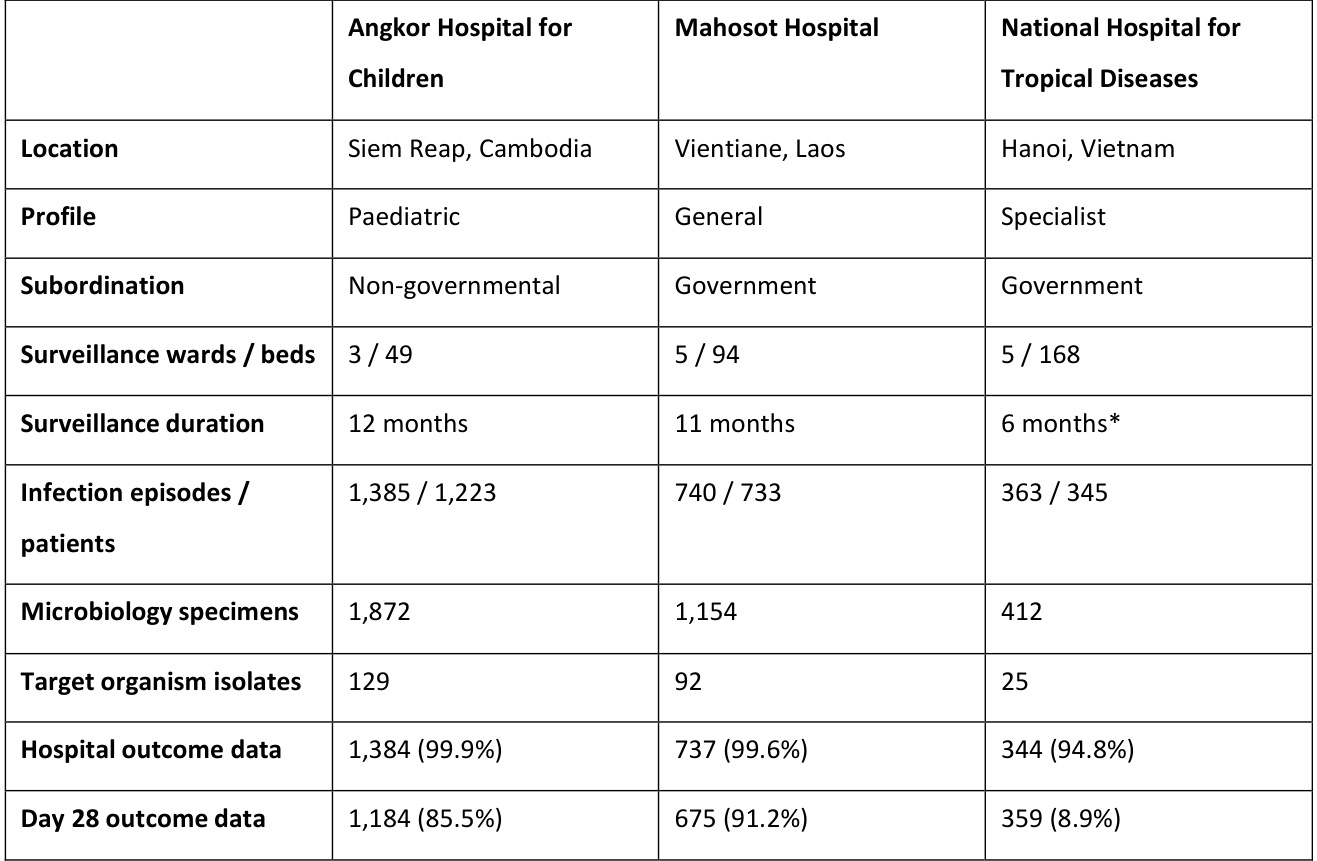 Angkor Hospital for Children Mahosot Hospital National Hospital for Tropical Diseases
Location Siem Reap, Cambodia Vientiane, Laos Hanoi, Vietnam
Profile Paediatric General Specialist
Subordination Non-governmental Government Government
Surveillance wards / beds 3 / 49 5 / 94 5 / 168
Surveillance duration 12 months 11 months 6 months*
Infection episodes / patients 1,385 / 1,223 740 / 733 363 / 345
Microbiology specimens 1,872 1,154 412
Target organism isolates 129 92 25
Hospital outcome data 1,384 (99.9%) 737 (99.6%) 344 (94.8%)
Day 28 outcome data 1,184 (85.5%) 675 (91.2%) 359 (8.9%)